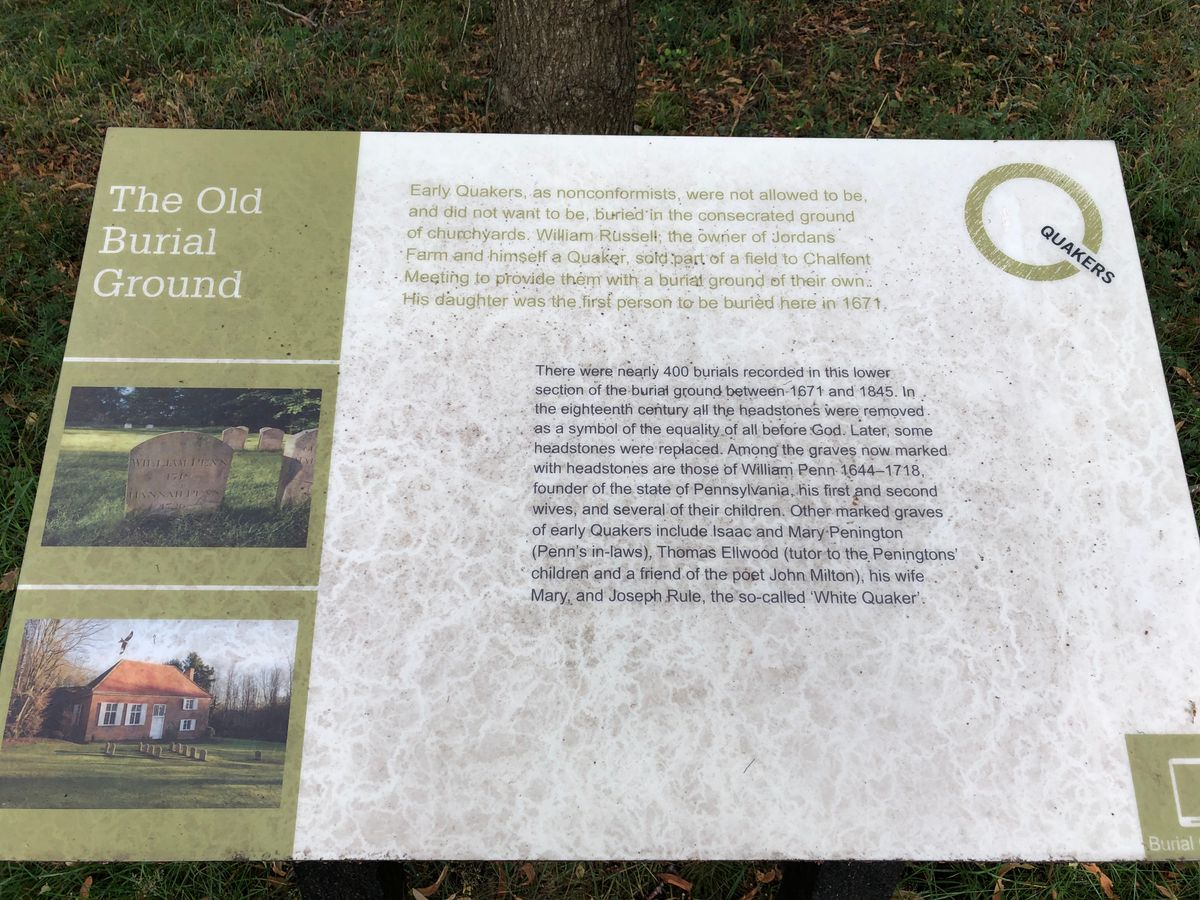 The Old
Burial
Ground
Early Quakers, as nonconformists, were not allowed to be,
and did not want to be, buried in the consecrated ground
of churchyards. William Russell, the owner of Jordans
Farm and himself a Quaker, sold part of a field to Chalfont
Meeting to provide them with a burial ground of their own.
His daughter was the first person to be buried here in 1671.
QUAKERS
There were nearly 400 burials recorded in this lower
section of the burial ground between 1671 and 1845. In
the eighteenth century all the headstones were removed
as a symbol of the equality of all before God. Later, some
headstones were replaced. Among the graves now marked
with headstones are those of William Penn 1644–1718,
founder of the state of Pennsylvania, his first and second
wives, and several of their children. Other marked graves
of early Quakers include Isaac and Mary Penington
(Penn's in-laws), Thomas Ellwood (tutor to the Peningtons'
children and a friend of the poet John Milton), his wife
Mary, and Joseph Rule, the so-called 'White Quaker'.
WILLIAM PENN
1718
HANNAH PENN
Burial